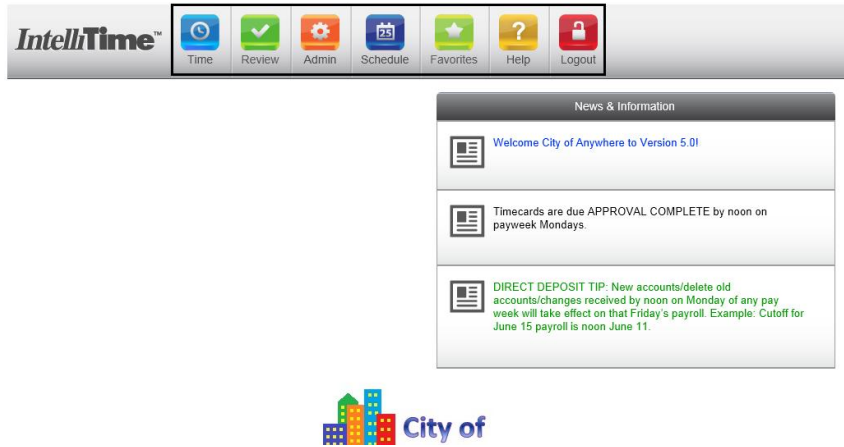 IntelliTime™
Time
Review
Admin
25
Schedule
Favorites
?
Help
Logout
News & Information
Welcome City of Anywhere to Version 5.0!
Timecards are due APPROVAL COMPLETE by noon on
payweek Mondays.
DIRECT DEPOSIT TIP: New accounts/delete old
accounts/changes received by noon on Monday of any pay
week will take effect on that Friday's payroll. Example: Cutoff for
June 15 payroll is noon June 11.
City of